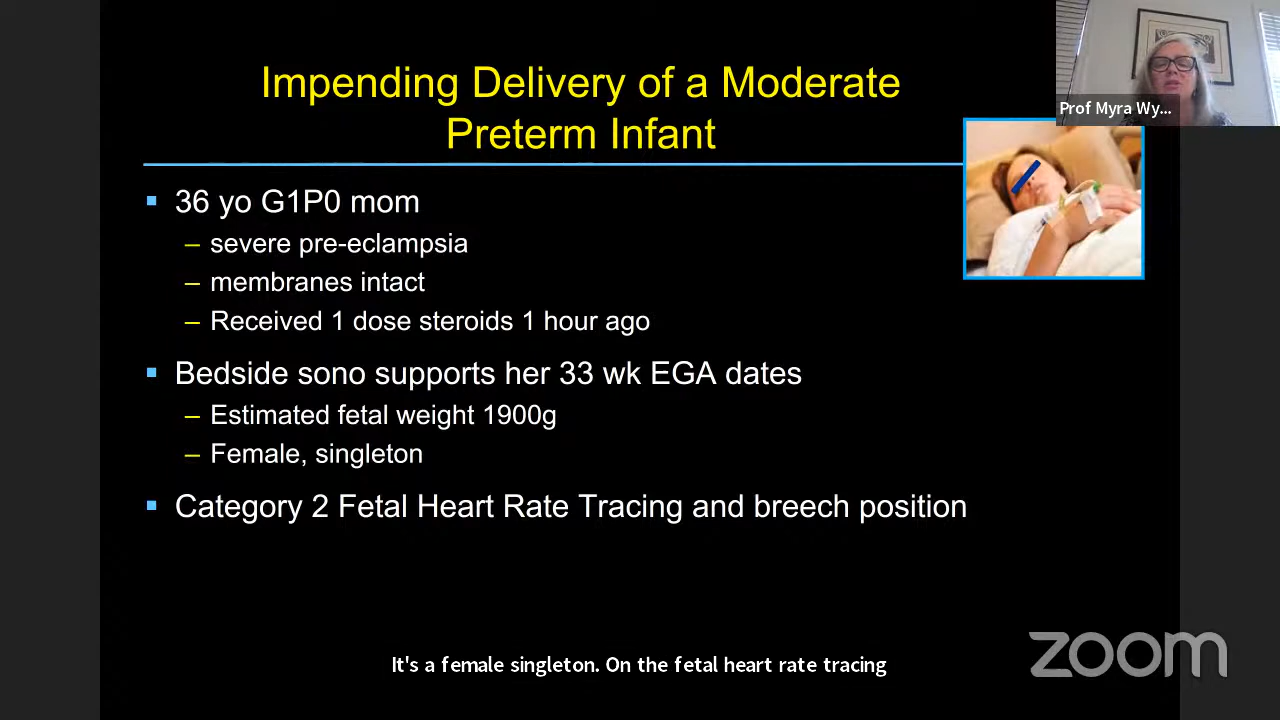 Impending Delivery of a Moderate
Preterm Infant
Prof Myra Wy...
36 yo G1P0 mom
– severe pre-eclampsia
– membranes intact
– Received 1 dose steroids 1 hour ago
Bedside sono supports her 33 wk EGA dates
– Estimated fetal weight 1900g
– Female, singleton
Category 2 Fetal Heart Rate Tracing and breech position
It's a female singleton. On the fetal heart rate tracing
zoom